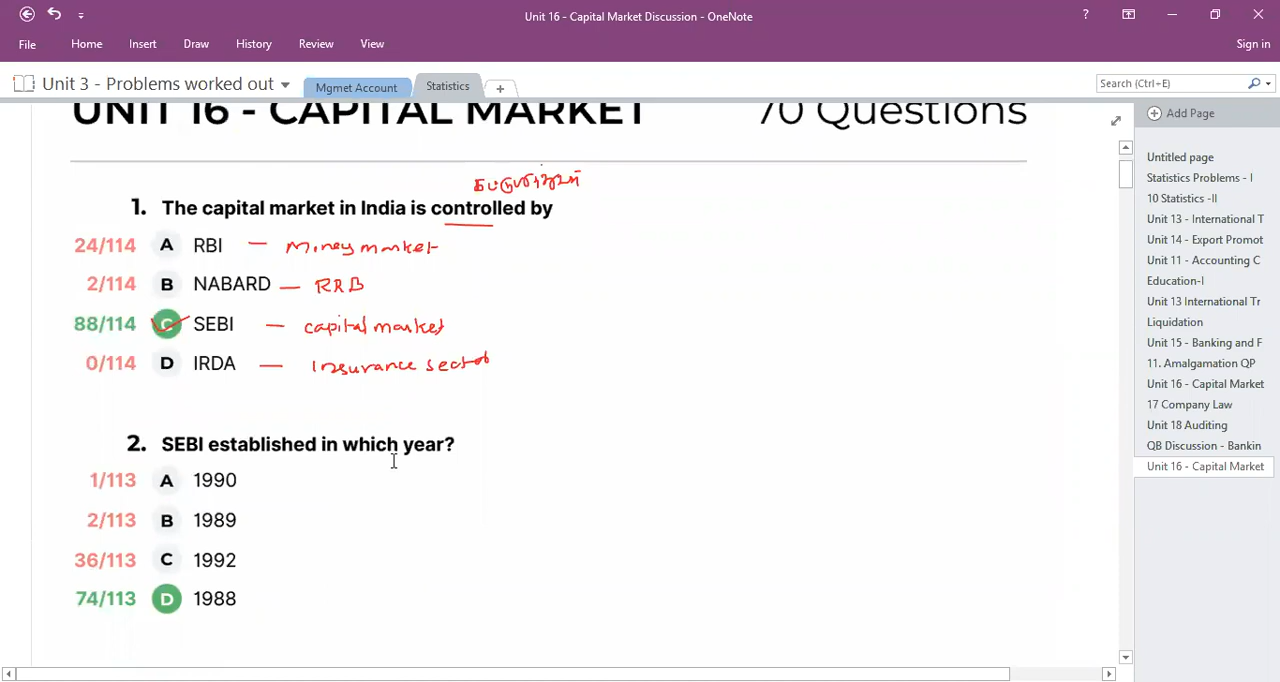 Unit 16 - Capital Market Discussion - OneNote
File Home Insert Draw History Review View Sign in
Unit 3 - Problems worked out Mgmet Account Statistics + Search (Ctrl+E)
UNIT 16 - CAPITAL MARKET 70 Questions
1. The capital market in India is controlled by
24/114 A RBI — Money market
2/114 B NABARD — RRB
88/114 C SEBI — capital market
0/114 D IRDA — Insurance sector
2. SEBI established in which year?
1/113 A 1990
2/113 B 1989
36/113 C 1992
74/113 D 1988
Add Page
Untitled page
Statistics Problems - I
10 Statistics -II
Unit 13 - International T
Unit 14 - Export Promot
Unit 11 - Accounting C
Education-I
Unit 13 International Tr
Liquidation
Unit 15 - Banking and F
11. Amalgamation QP
Unit 16 - Capital Market
17 Company Law
Unit 18 Auditing
QB Discussion - Bankin
Unit 16 - Capital Market